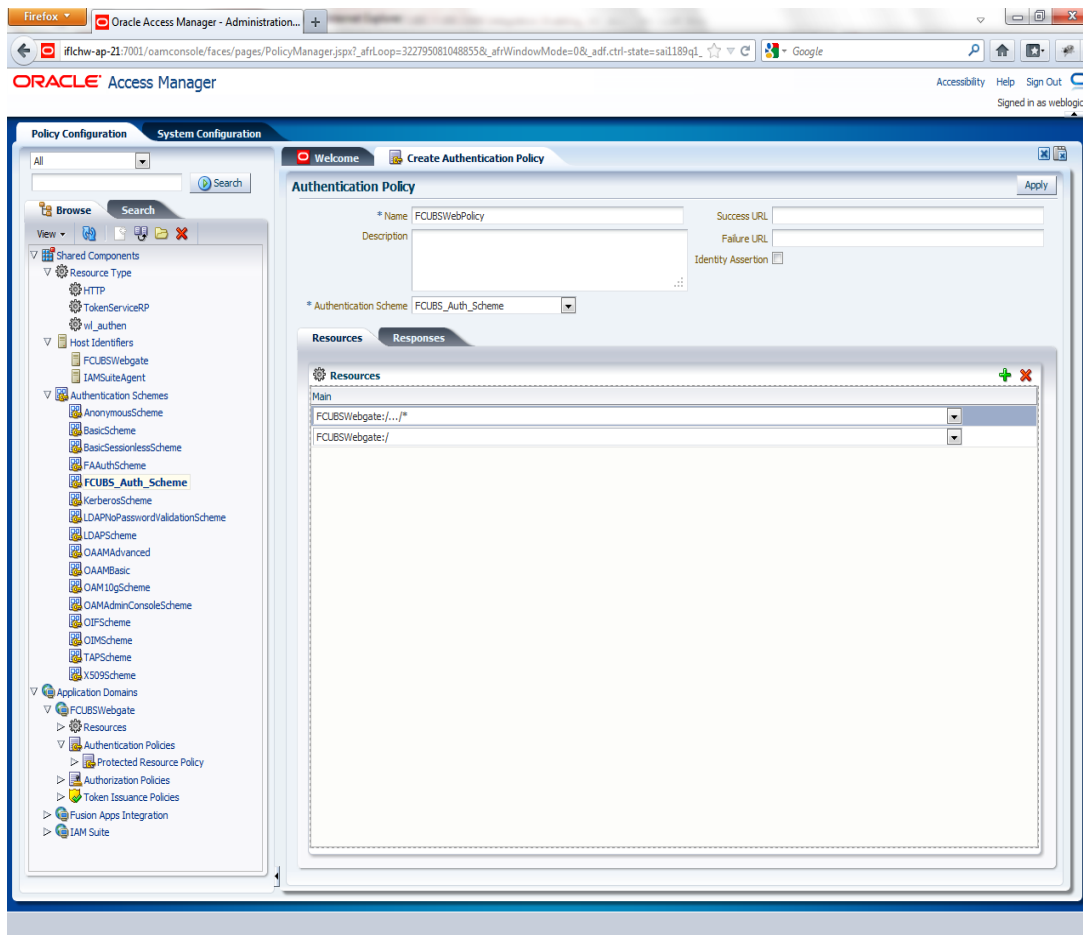 Firefox
Oracle Access Manager - Administration...
iflchw-ap-21:7001/oamconsole/faces/pages/PolicyManager.jspx?_afrLoop=322795081048855&_afrWindowMode=0&_adf.ctrl-state=sai1189q1_
Google
ORACLE Access Manager
Accessibility Help Sign Out
Signed in as weblogic
Policy Configuration System Configuration
All
Search
Browse Search
View
Shared Components
Resource Type
HTTP
TokenServiceRP
wl_authen
Host Identifiers
FCUBSWebgate
IAMSuiteAgent
Authentication Schemes
AnonymousScheme
BasicScheme
BasicSessionlessScheme
FAAuthScheme
FCUBS_Auth_Scheme
KerberosScheme
LDAPNoPasswordValidationScheme
LDAPScheme
OAAMAdvanced
OAAMBasic
OAM10gScheme
OAMAdminConsoleScheme
OIFScheme
OIMScheme
TAPScheme
X509Scheme
Application Domains
FCUBSWebgate
Resources
Authentication Policies
Protected Resource Policy
Authorization Policies
Token Issuance Policies
Fusion Apps Integration
IAM Suite
Welcome Create Authentication Policy
Authentication Policy Apply
* Name FCUBSWebPolicy Success URL
Description Failure URL
Identity Assertion
* Authentication Scheme FCUBS_Auth_Scheme
Resources Responses
Resources
Main
FCUBSWebgate:/.../*
FCUBSWebgate:/